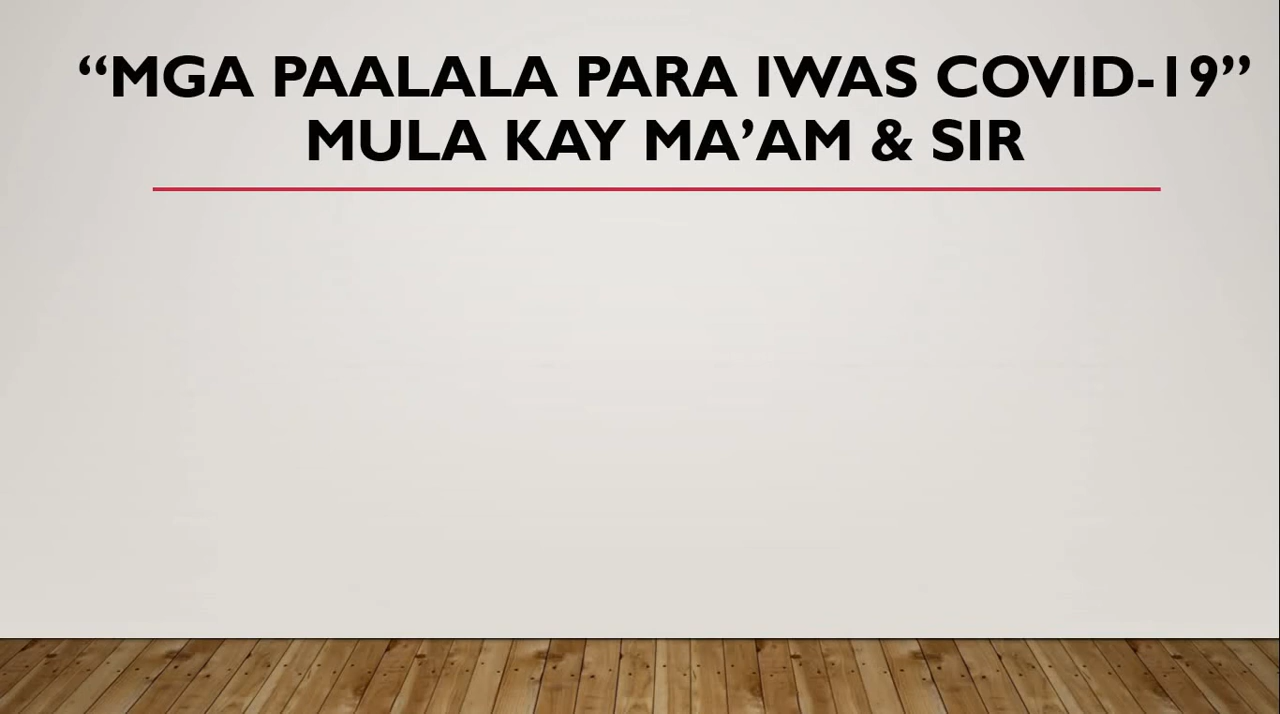 “MGA PAALALA PARA IWAS COVID-19”
MULA KAY MA’AM & SIR